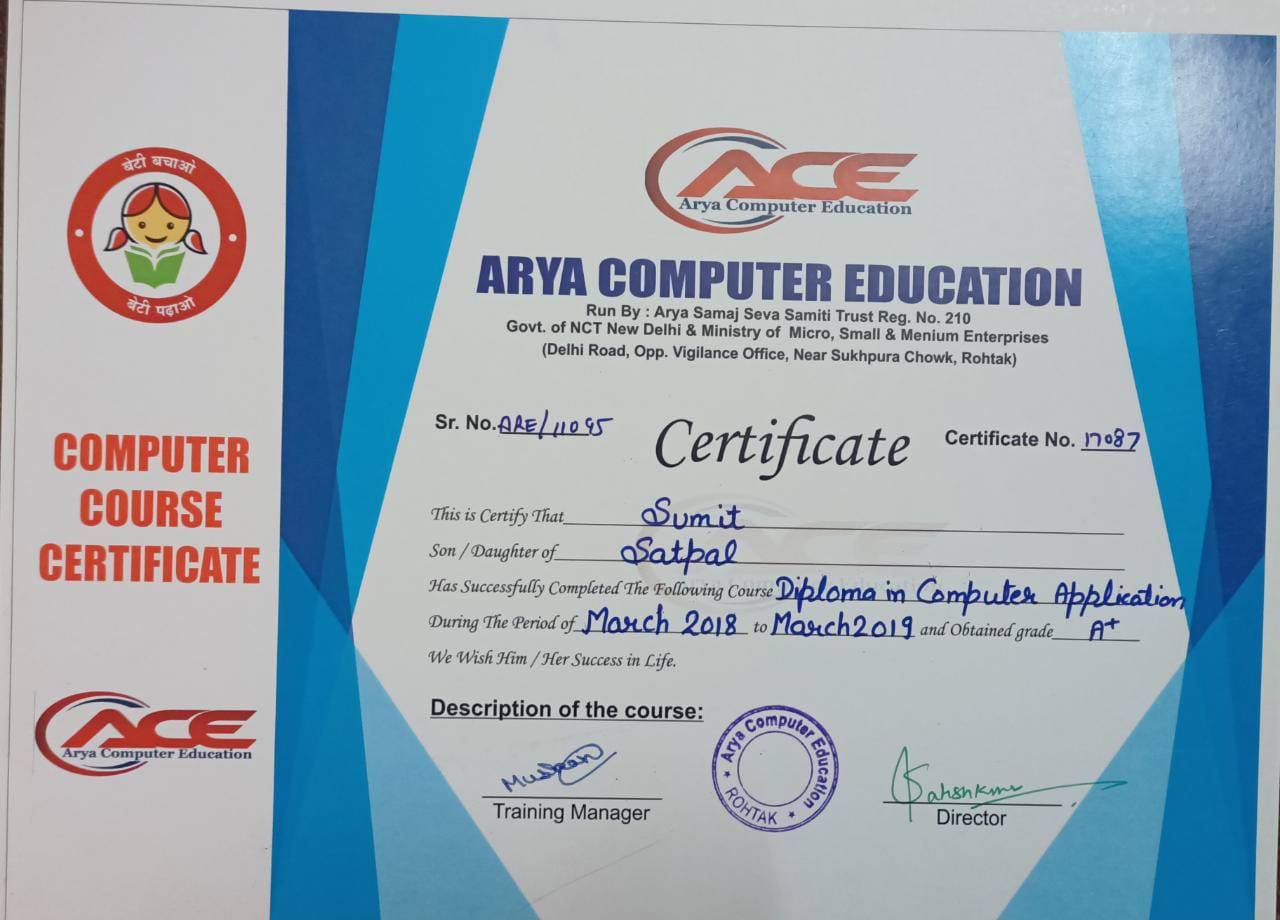 बेटी बचाओ
बेटी पढ़ाओ
COMPUTER
COURSE
CERTIFICATE
ACE
Arya Computer Education
ACE
Arya Computer Education
ARYA COMPUTER EDUCATION
Run By : Arya Samaj Seva Samiti Trust Reg. No. 210
Govt. of NCT New Delhi & Ministry of Micro, Small & Menium Enterprises
(Delhi Road, Opp. Vigilance Office, Near Sukhpura Chowk, Rohtak)
Sr. No. ARE/11095
Certificate
Certificate No. 17087
This is Certify That Sumit
Son / Daughter of Satpal
Has Successfully Completed The Following Course Diploma in Computer Application
During The Period of March 2018 to March 2019 and Obtained grade A+
We Wish Him / Her Success in Life.
Description of the course:
Arya Computer Education
ROHTAK
Training Manager
Director